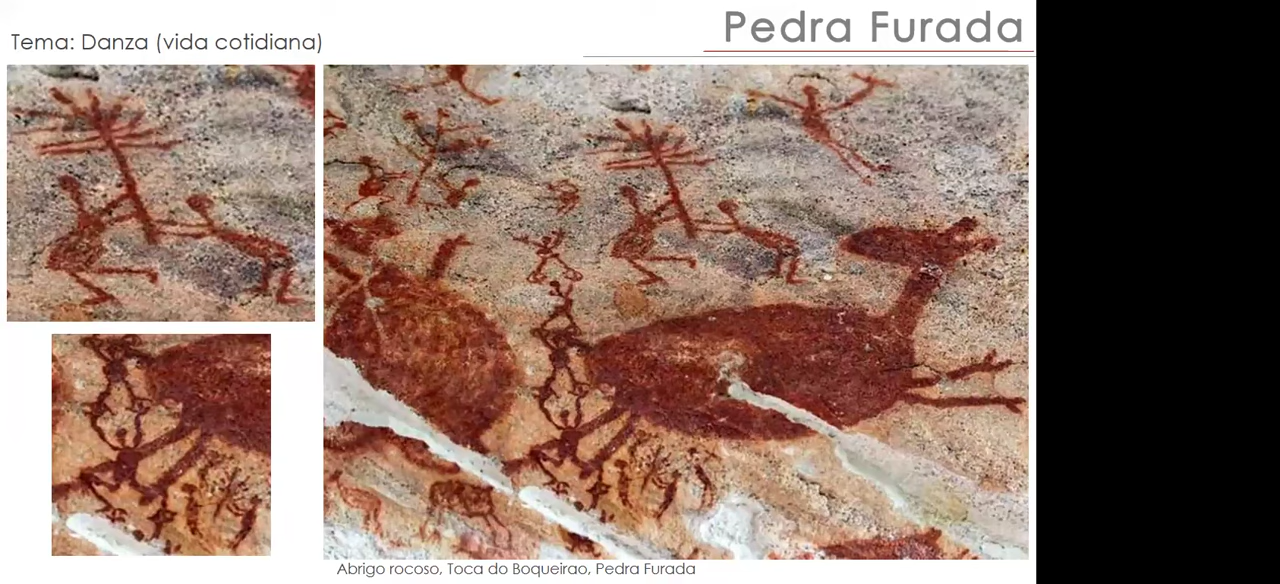 Pedra Furada
Tema: Danza (vida cotidiana)
Abrigo rocoso, Toca do Boqueirao, Pedra Furada